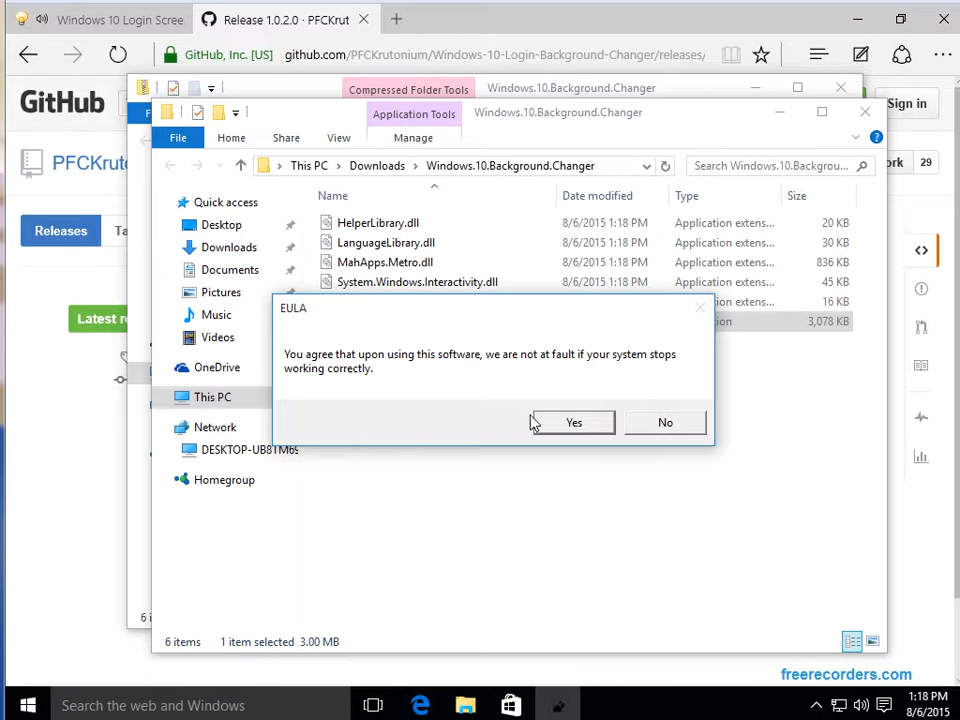 Windows 10 Login Scree
Release 1.0.2.0 · PFCKrut
GitHub, Inc. [US]
github.com/PFCKrutonium/Windows-10-Login-Background-Changer/releases/
GitHub
Sign in
Compressed Folder Tools
Windows.10.Background.Changer
Application Tools
Windows.10.Background.Changer
File
Home
Share
View
Manage
PFCKruto
29
This PC
Downloads
Windows.10.Background.Changer
Search Windows.10.Backgrou...
Name
Date modified
Type
Size
Quick access
Desktop
Downloads
Documents
Pictures
Music
Videos
OneDrive
This PC
Network
DESKTOP-UB8TM6S
Homegroup
HelperLibrary.dll 8/6/2015 1:18 PM Application extens... 20 KB
LanguageLibrary.dll 8/6/2015 1:18 PM Application extens... 30 KB
MahApps.Metro.dll 8/6/2015 1:18 PM Application extens... 836 KB
System.Windows.Interactivity.dll 8/6/2015 1:18 PM Application extens... 45 KB
Application extens... 16 KB
3,078 KB
Releases
Latest r
EULA
You agree that upon using this software, we are not at fault if your system stops
working correctly.
Yes
No
6 items 1 item selected 3.00 MB
freerecorders.com
Search the web and Windows
1:18 PM
8/6/2015